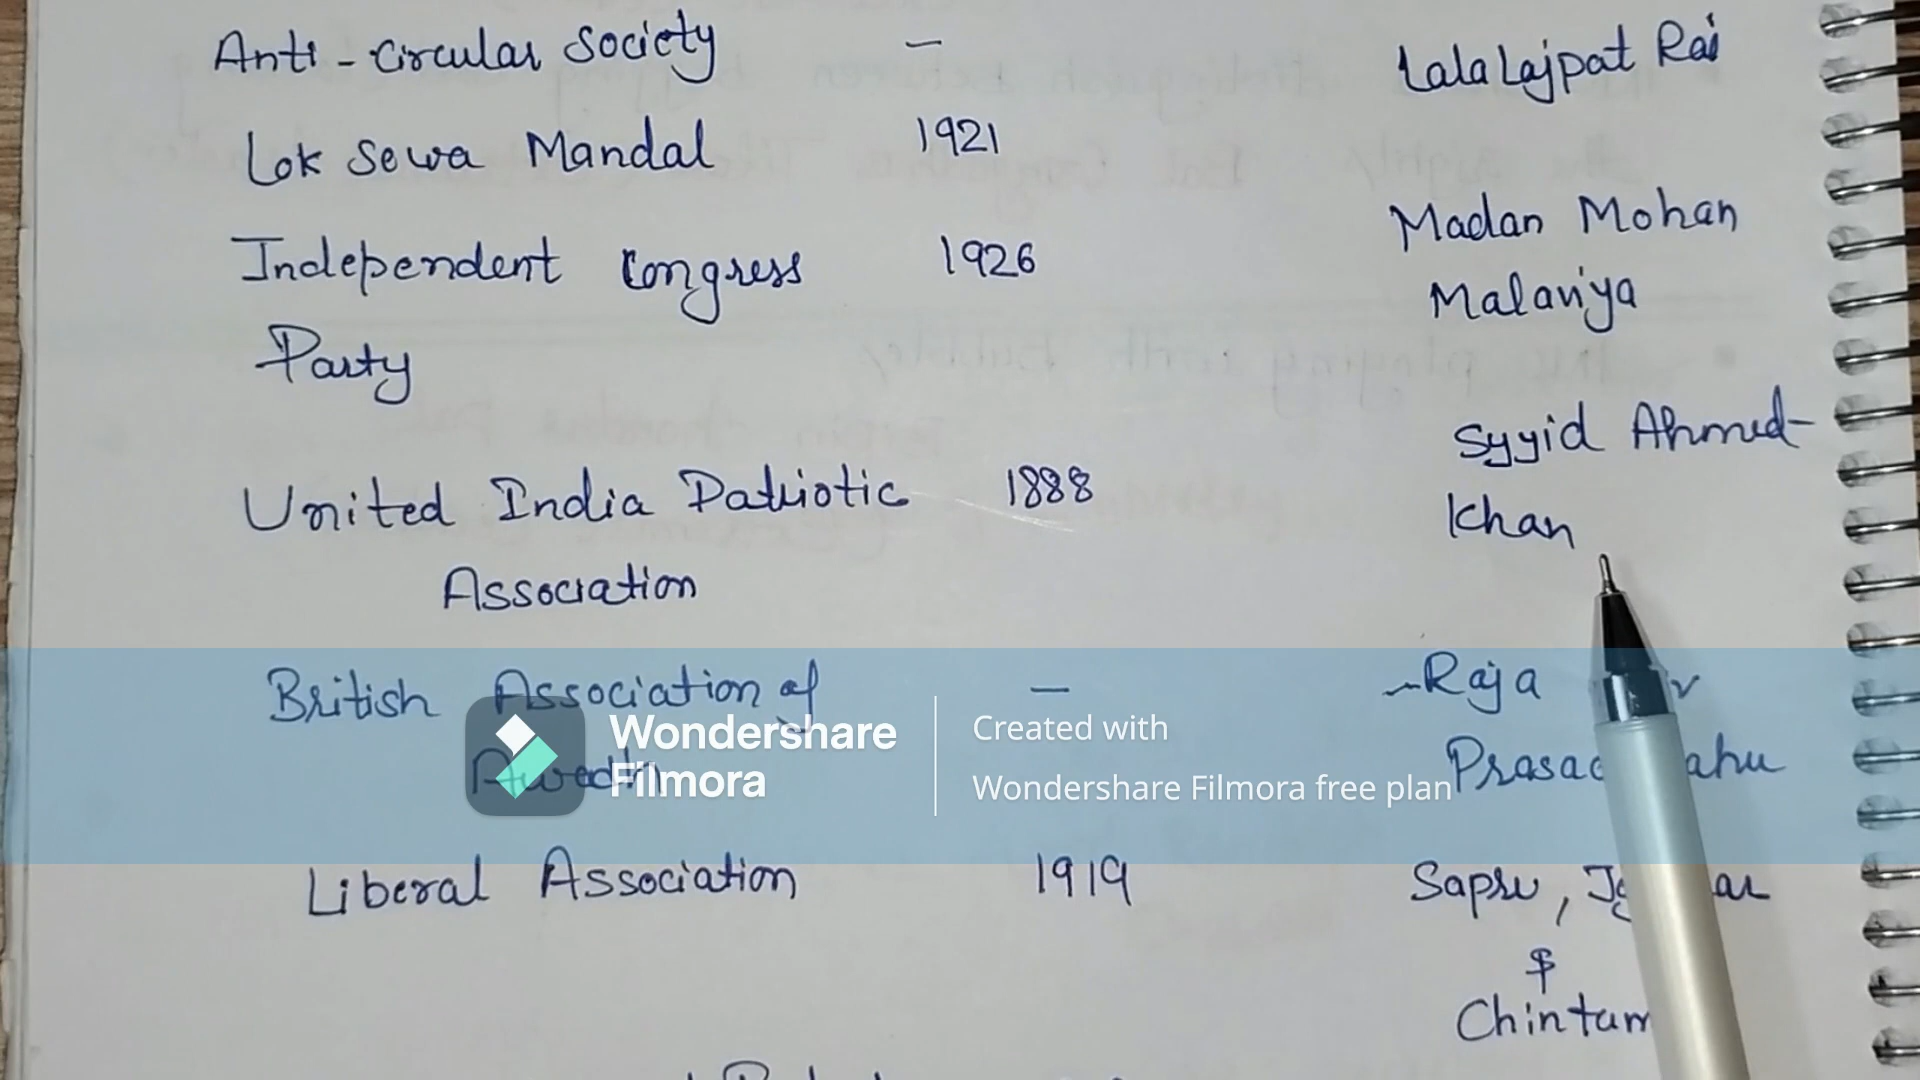 Anti-Circular Society — Lala Lajpat Rai
Lok Sewa Mandal 1921
Independent Congress 1926 Madan Mohan
Party Malaviya
United India Patriotic 1888 Syyid Ahmed-
Association Khan
British Association of — Raja
Awadh
Wondershare
Filmora
Created with
Wondershare Filmora free plan
Liberal Association 1919 Sapru,
&